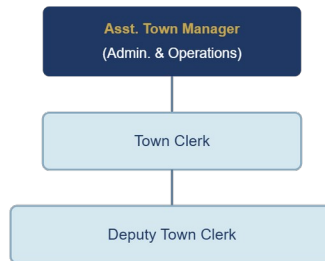 Asst. Town Manager
(Admin. & Operations)
Town Clerk
Deputy Town Clerk